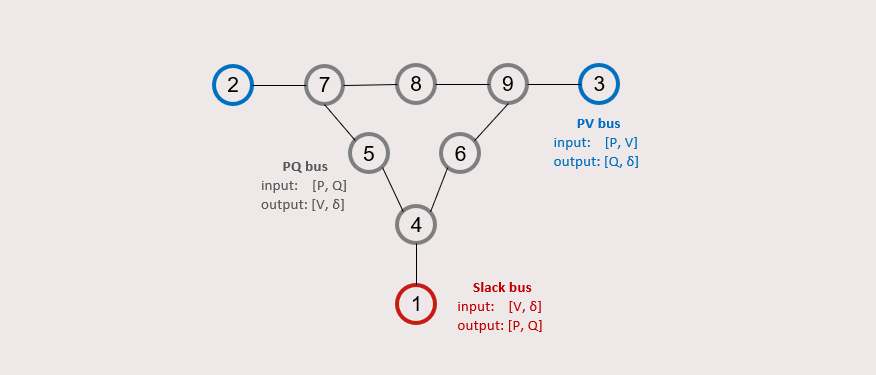 2
7
8
9
3
PV bus
input: [P, V]
output: [Q, δ]
5
6
PQ bus
input: [P, Q]
output: [V, δ]
4
Slack bus
1
input: [V, δ]
output: [P, Q]